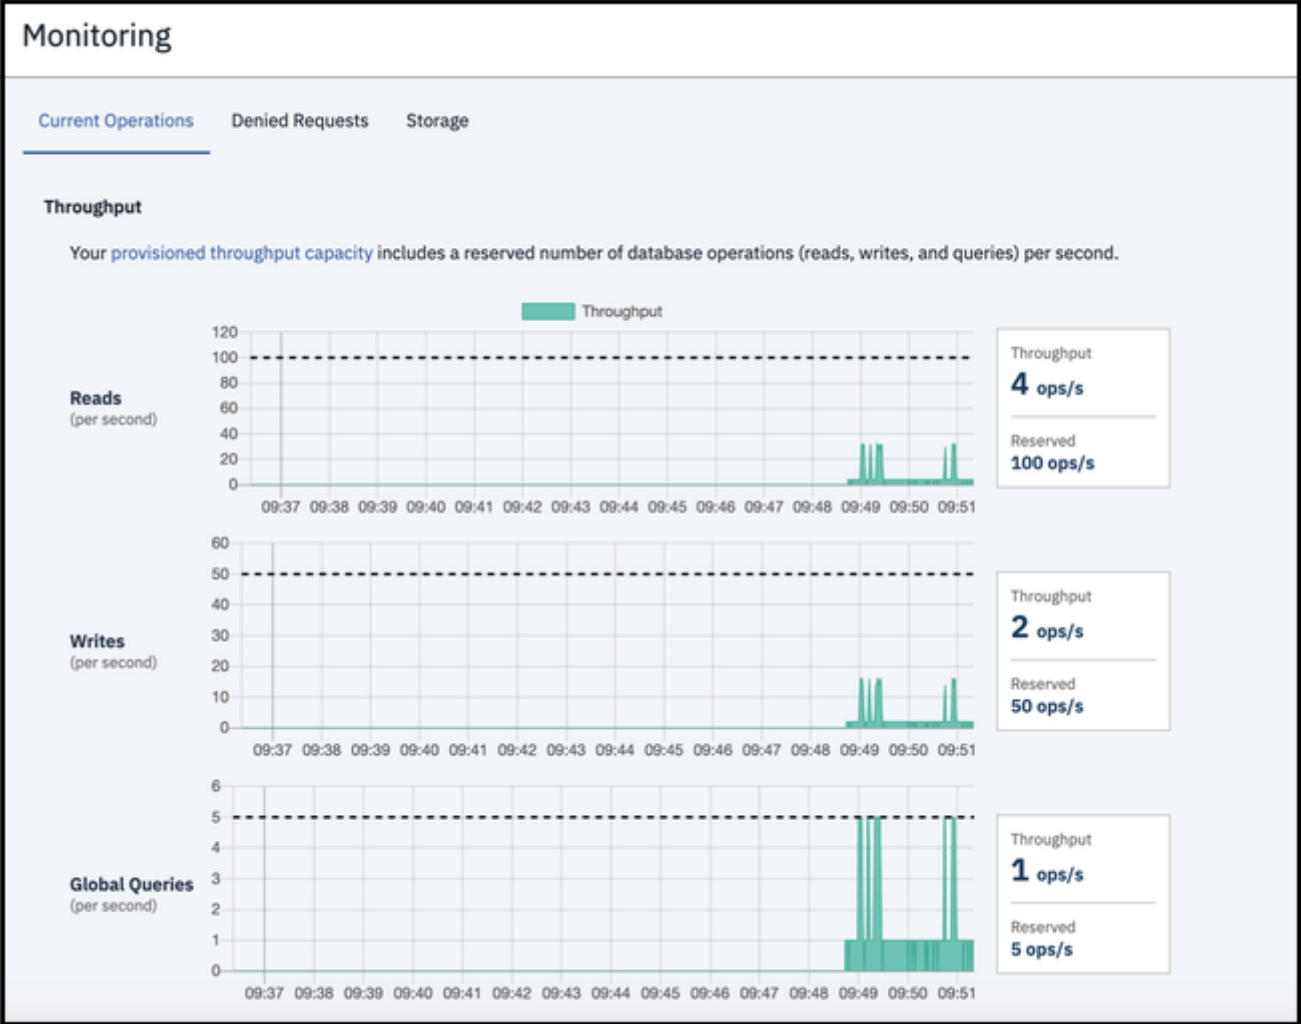 Monitoring
Current Operations Denied Requests Storage
Throughput
Your provisioned throughput capacity includes a reserved number of database operations (reads, writes, and queries) per second.
Throughput
Reads
(per second)
120
100
80
60
40
20
0
09:37 09:38 09:39 09:40 09:41 09:42 09:43 09:44 09:45 09:46 09:47 09:48 09:49 09:50 09:51
Throughput
4 ops/s
Reserved
100 ops/s
Writes
(per second)
60
50
40
30
20
10
0
09:37 09:38 09:39 09:40 09:41 09:42 09:43 09:44 09:45 09:46 09:47 09:48 09:49 09:50 09:51
Throughput
2 ops/s
Reserved
50 ops/s
Global Queries
(per second)
6
5
4
3
2
1
0
09:37 09:38 09:39 09:40 09:41 09:42 09:43 09:44 09:45 09:46 09:47 09:48 09:49 09:50 09:51
Throughput
1 ops/s
Reserved
5 ops/s